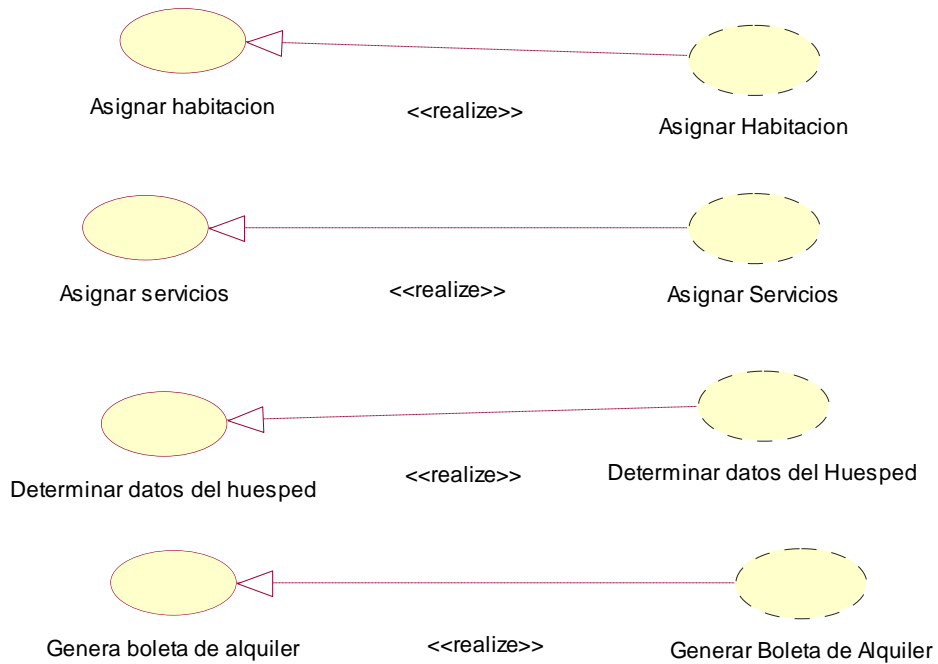 Asignar habitacion
<<realize>>
Asignar Habitacion
Asignar servicios
<<realize>>
Asignar Servicios
Determinar datos del huesped
<<realize>>
Determinar datos del Huesped
Genera boleta de alquiler
<<realize>>
Generar Boleta de Alquiler